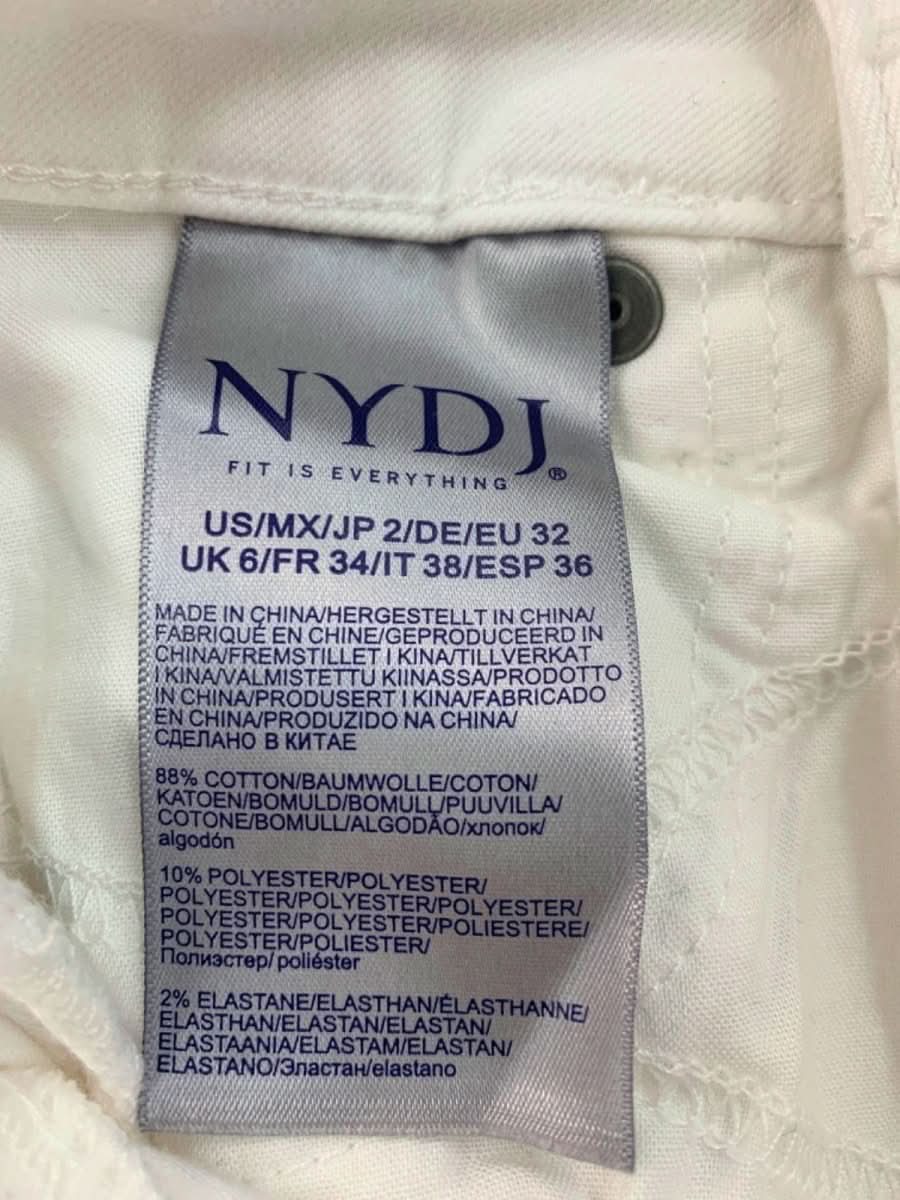 NYDJ®
FIT IS EVERYTHING
US/MX/JP 2/DE/EU 32
UK 6/FR 34/IT 38/ESP 36
MADE IN CHINA/HERGESTELLT IN CHINA/
FABRIQUÉ EN CHINE/GEPRODUCEERD IN
CHINA/FREMSTILLET I KINA/TILLVERKAT
I KINA/VALMISTETTU KIINASSA/PRODOTTO
IN CHINA/PRODUSERT I KINA/FABRICADO
EN CHINA/PRODUZIDO NA CHINA/
СДЕЛАНО В КИТАЕ
88% COTTON/BAUMWOLLE/COTON/
KATOEN/BOMULD/BOMULL/PUUVILLA/
COTONE/BOMULL/ALGODÃO/хлопок/
algodón
10% POLYESTER/POLYESTER/
POLYESTER/POLYESTER/POLYESTER/
POLYESTER/POLYESTER/POLIESTERE/
POLYESTER/POLIESTER/
Полиэстер/poliéster
2% ELASTANE/ELASTHAN/ÉLASTHANNE/
ELASTHAN/ELASTAN/ELASTAN/
ELASTAANIA/ELASTAM/ELASTAN/
ELASTANO/Эластан/elastano